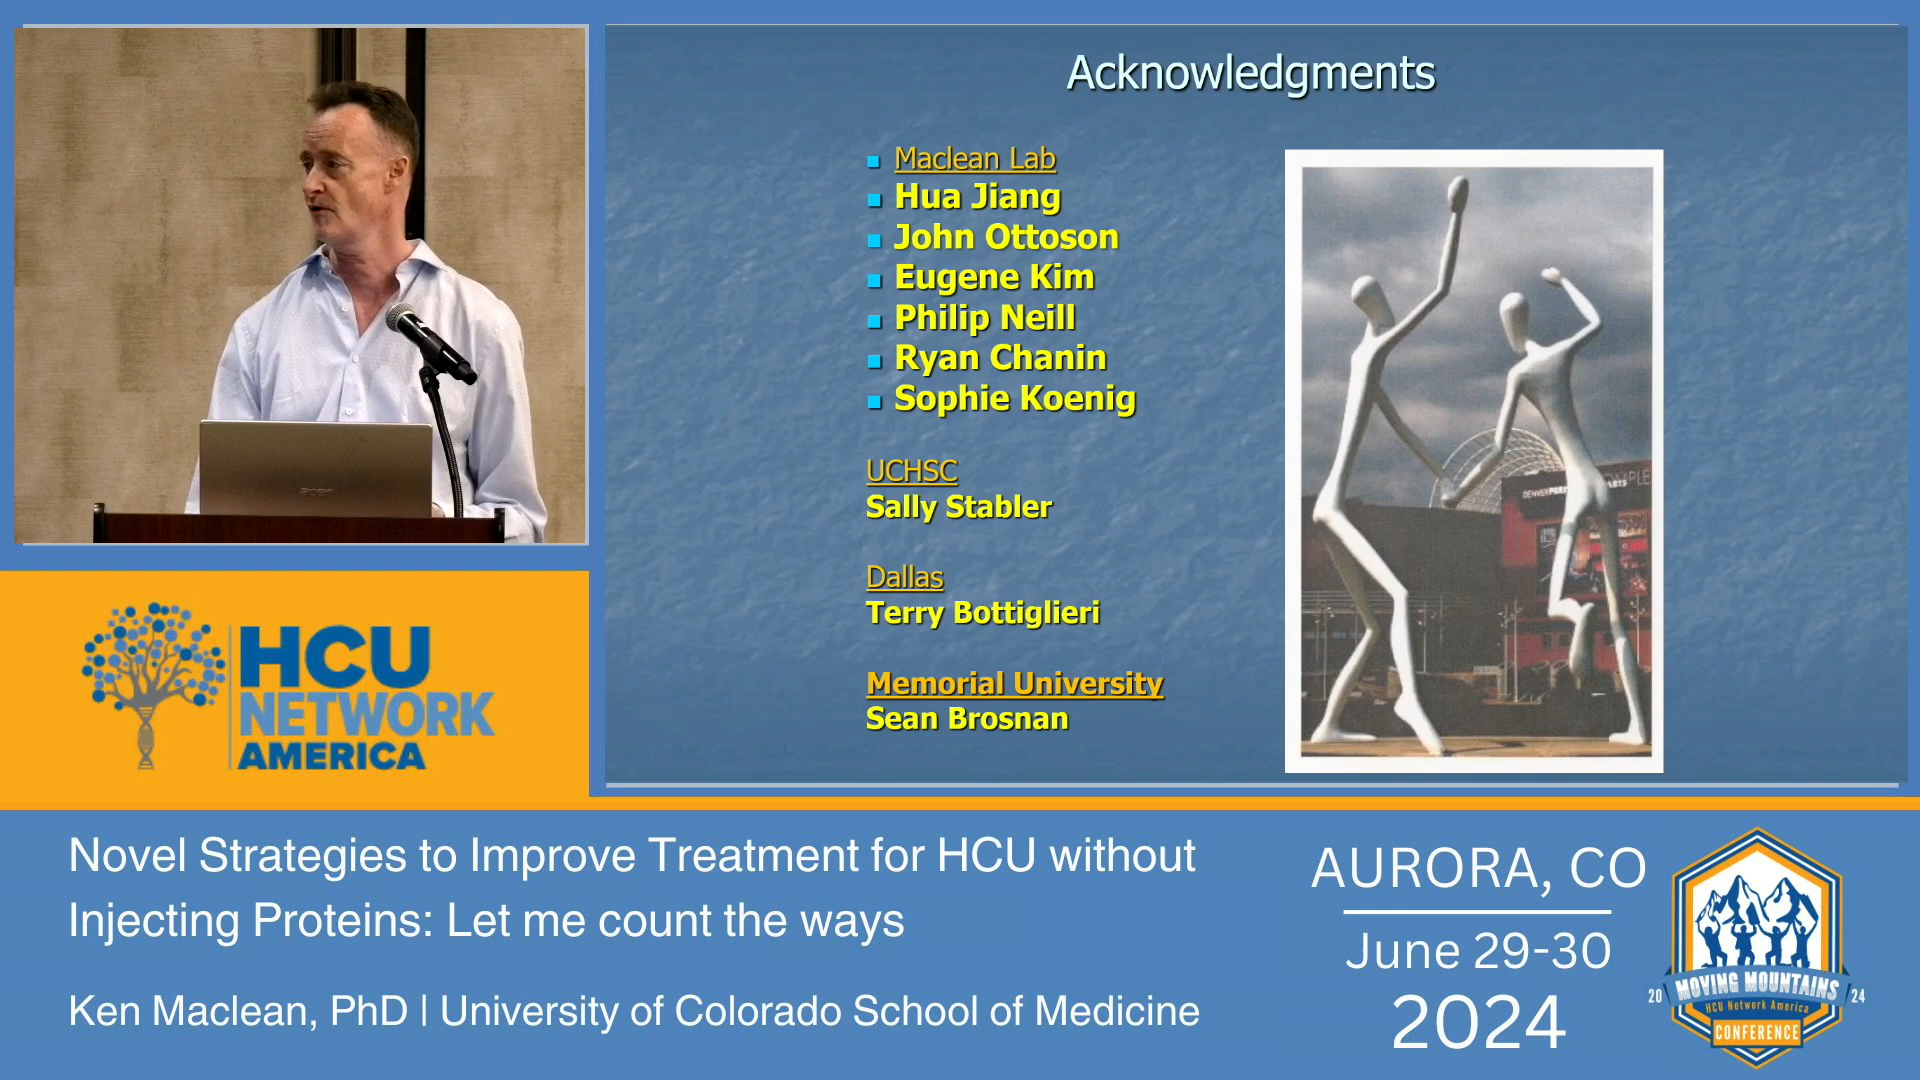 Acknowledgments
Maclean Lab
Hua Jiang
John Ottoson
Eugene Kim
Philip Neill
Ryan Chanin
Sophie Koenig
UCHSC
Sally Stabler
Dallas
Terry Bottiglieri
Memorial University
Sean Brosnan
acer
HCU
NETWORK
AMERICA
Novel Strategies to Improve Treatment for HCU without
Injecting Proteins: Let me count the ways
Ken Maclean, PhD | University of Colorado School of Medicine
AURORA, CO
June 29-30
2024
20 MOVING MOUNTAINS 24
HCU Network America
CONFERENCE